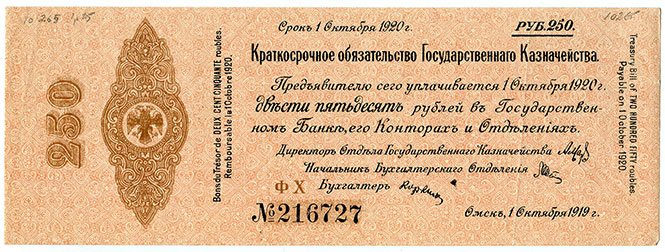 10265
10265
Срокъ 1 Октября 1920 г.
РУБ. 250.
Краткосрочное обязательство Государственнаго Казначейства.
Предъявителю сего уплачивается 1 Октября 1920 г.
двѣсти пятьдесятъ рублей въ Государствен-
номъ Банкѣ, его Конторахъ и Отдѣленіяхъ.
Директоръ Отдѣла Государственнаго Казначейства
Начальникъ Бухгалтерскаго Отдѣленія
ФХ Бухгалтеръ
№216727
Омскъ, 1 Октября 1919 г.
250
Bons du Trésor de DEUX CENT CINQUANTE roubles.
Remboursable le 1 Octobre 1920.
Treasury Bill of TWO HUNDRED FIFTY roubles.
Payable on 1 October 1920.